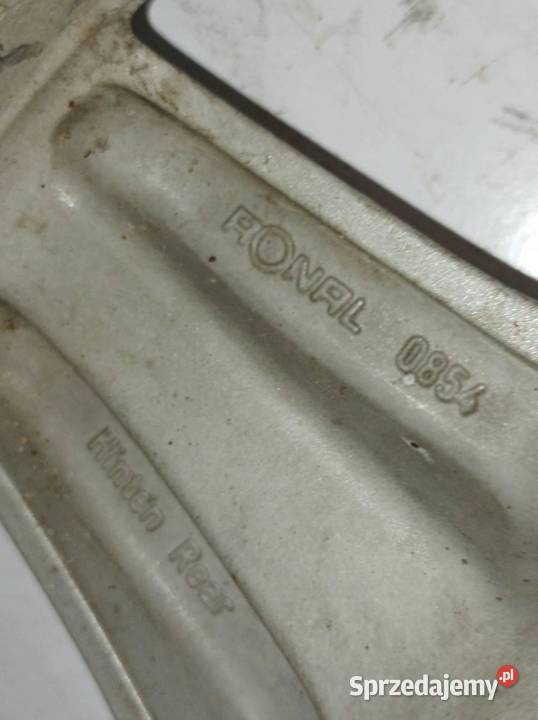 RONAL 0854
Hinten Rear
Sprzedajemy.pl